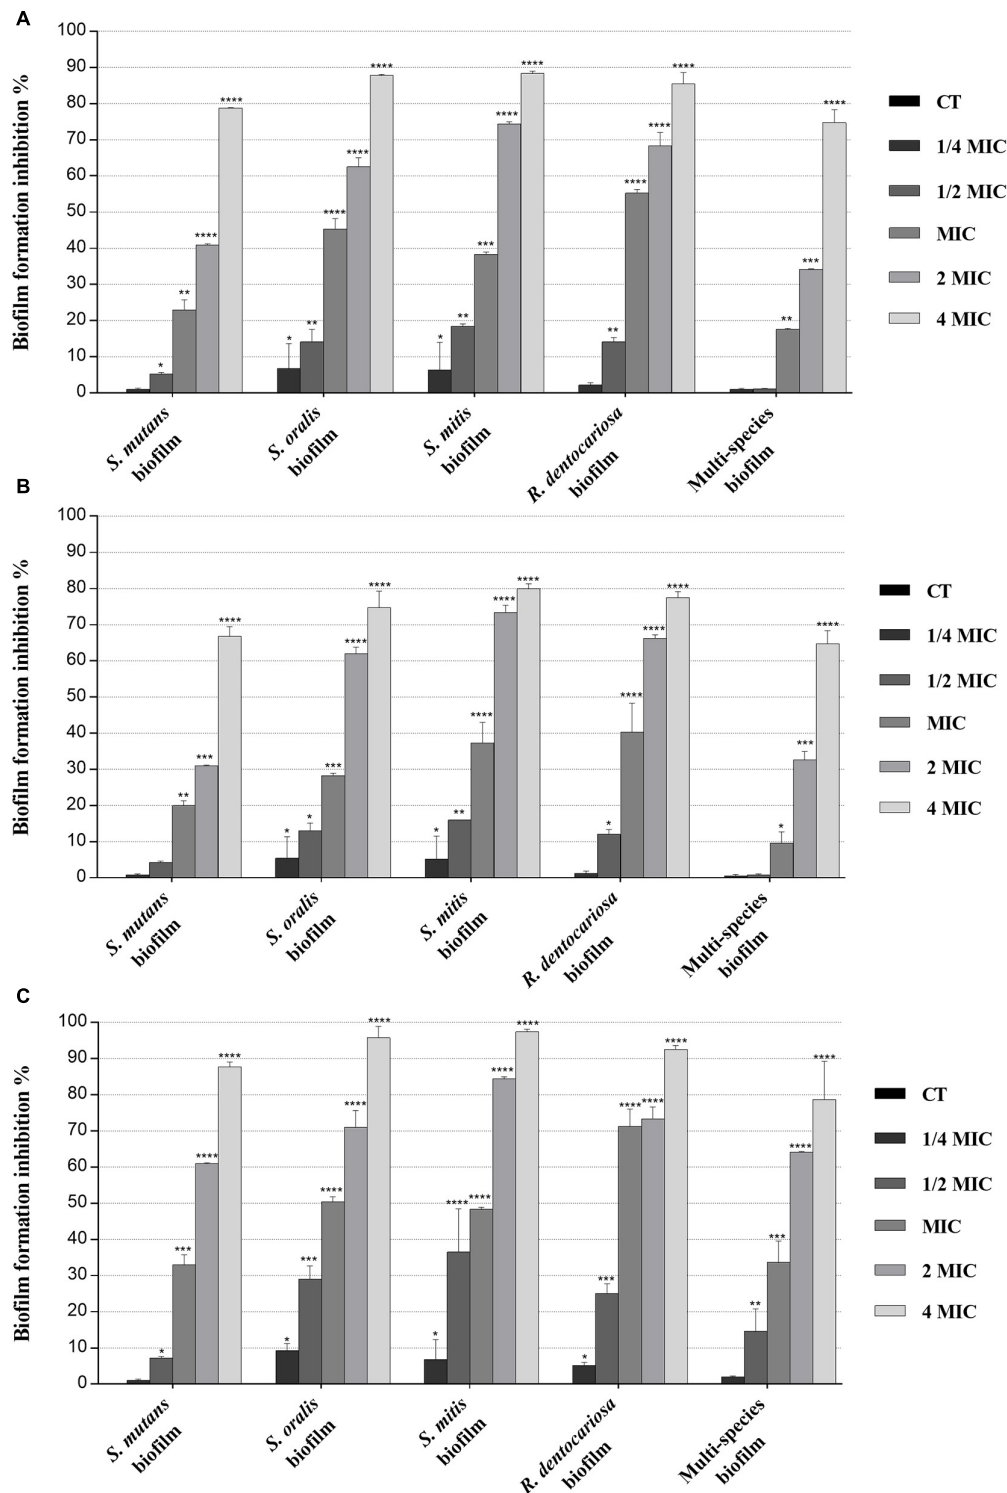 A
Biofilm formation inhibition %
100
90
80
70
60
50
40
30
20
10
0
* ** **** ****
* ** **** **** ****
* ** *** **** ****
** **** **** ****
** *** ****
S. mutans
biofilm
S. oralis
biofilm
S. mitis
biofilm
R. dentocariosa
biofilm
Multi-species
biofilm
CT
1/4 MIC
1/2 MIC
MIC
2 MIC
4 MIC
B
Biofilm formation inhibition %
100
90
80
70
60
50
40
30
20
10
0
** *** ****
* * *** **** ****
* ** **** **** ****
* **** **** ****
* *** ****
S. mutans
biofilm
S. oralis
biofilm
S. mitis
biofilm
R. dentocariosa
biofilm
Multi-species
biofilm
CT
1/4 MIC
1/2 MIC
MIC
2 MIC
4 MIC
C
Biofilm formation inhibition %
100
90
80
70
60
50
40
30
20
10
0
* *** **** ****
* *** **** **** ****
* **** **** **** ****
* *** **** **** ****
** *** **** ****
S. mutans
biofilm
S. oralis
biofilm
S. mitis
biofilm
R. dentocariosa
biofilm
Multi-species
biofilm
CT
1/4 MIC
1/2 MIC
MIC
2 MIC
4 MIC